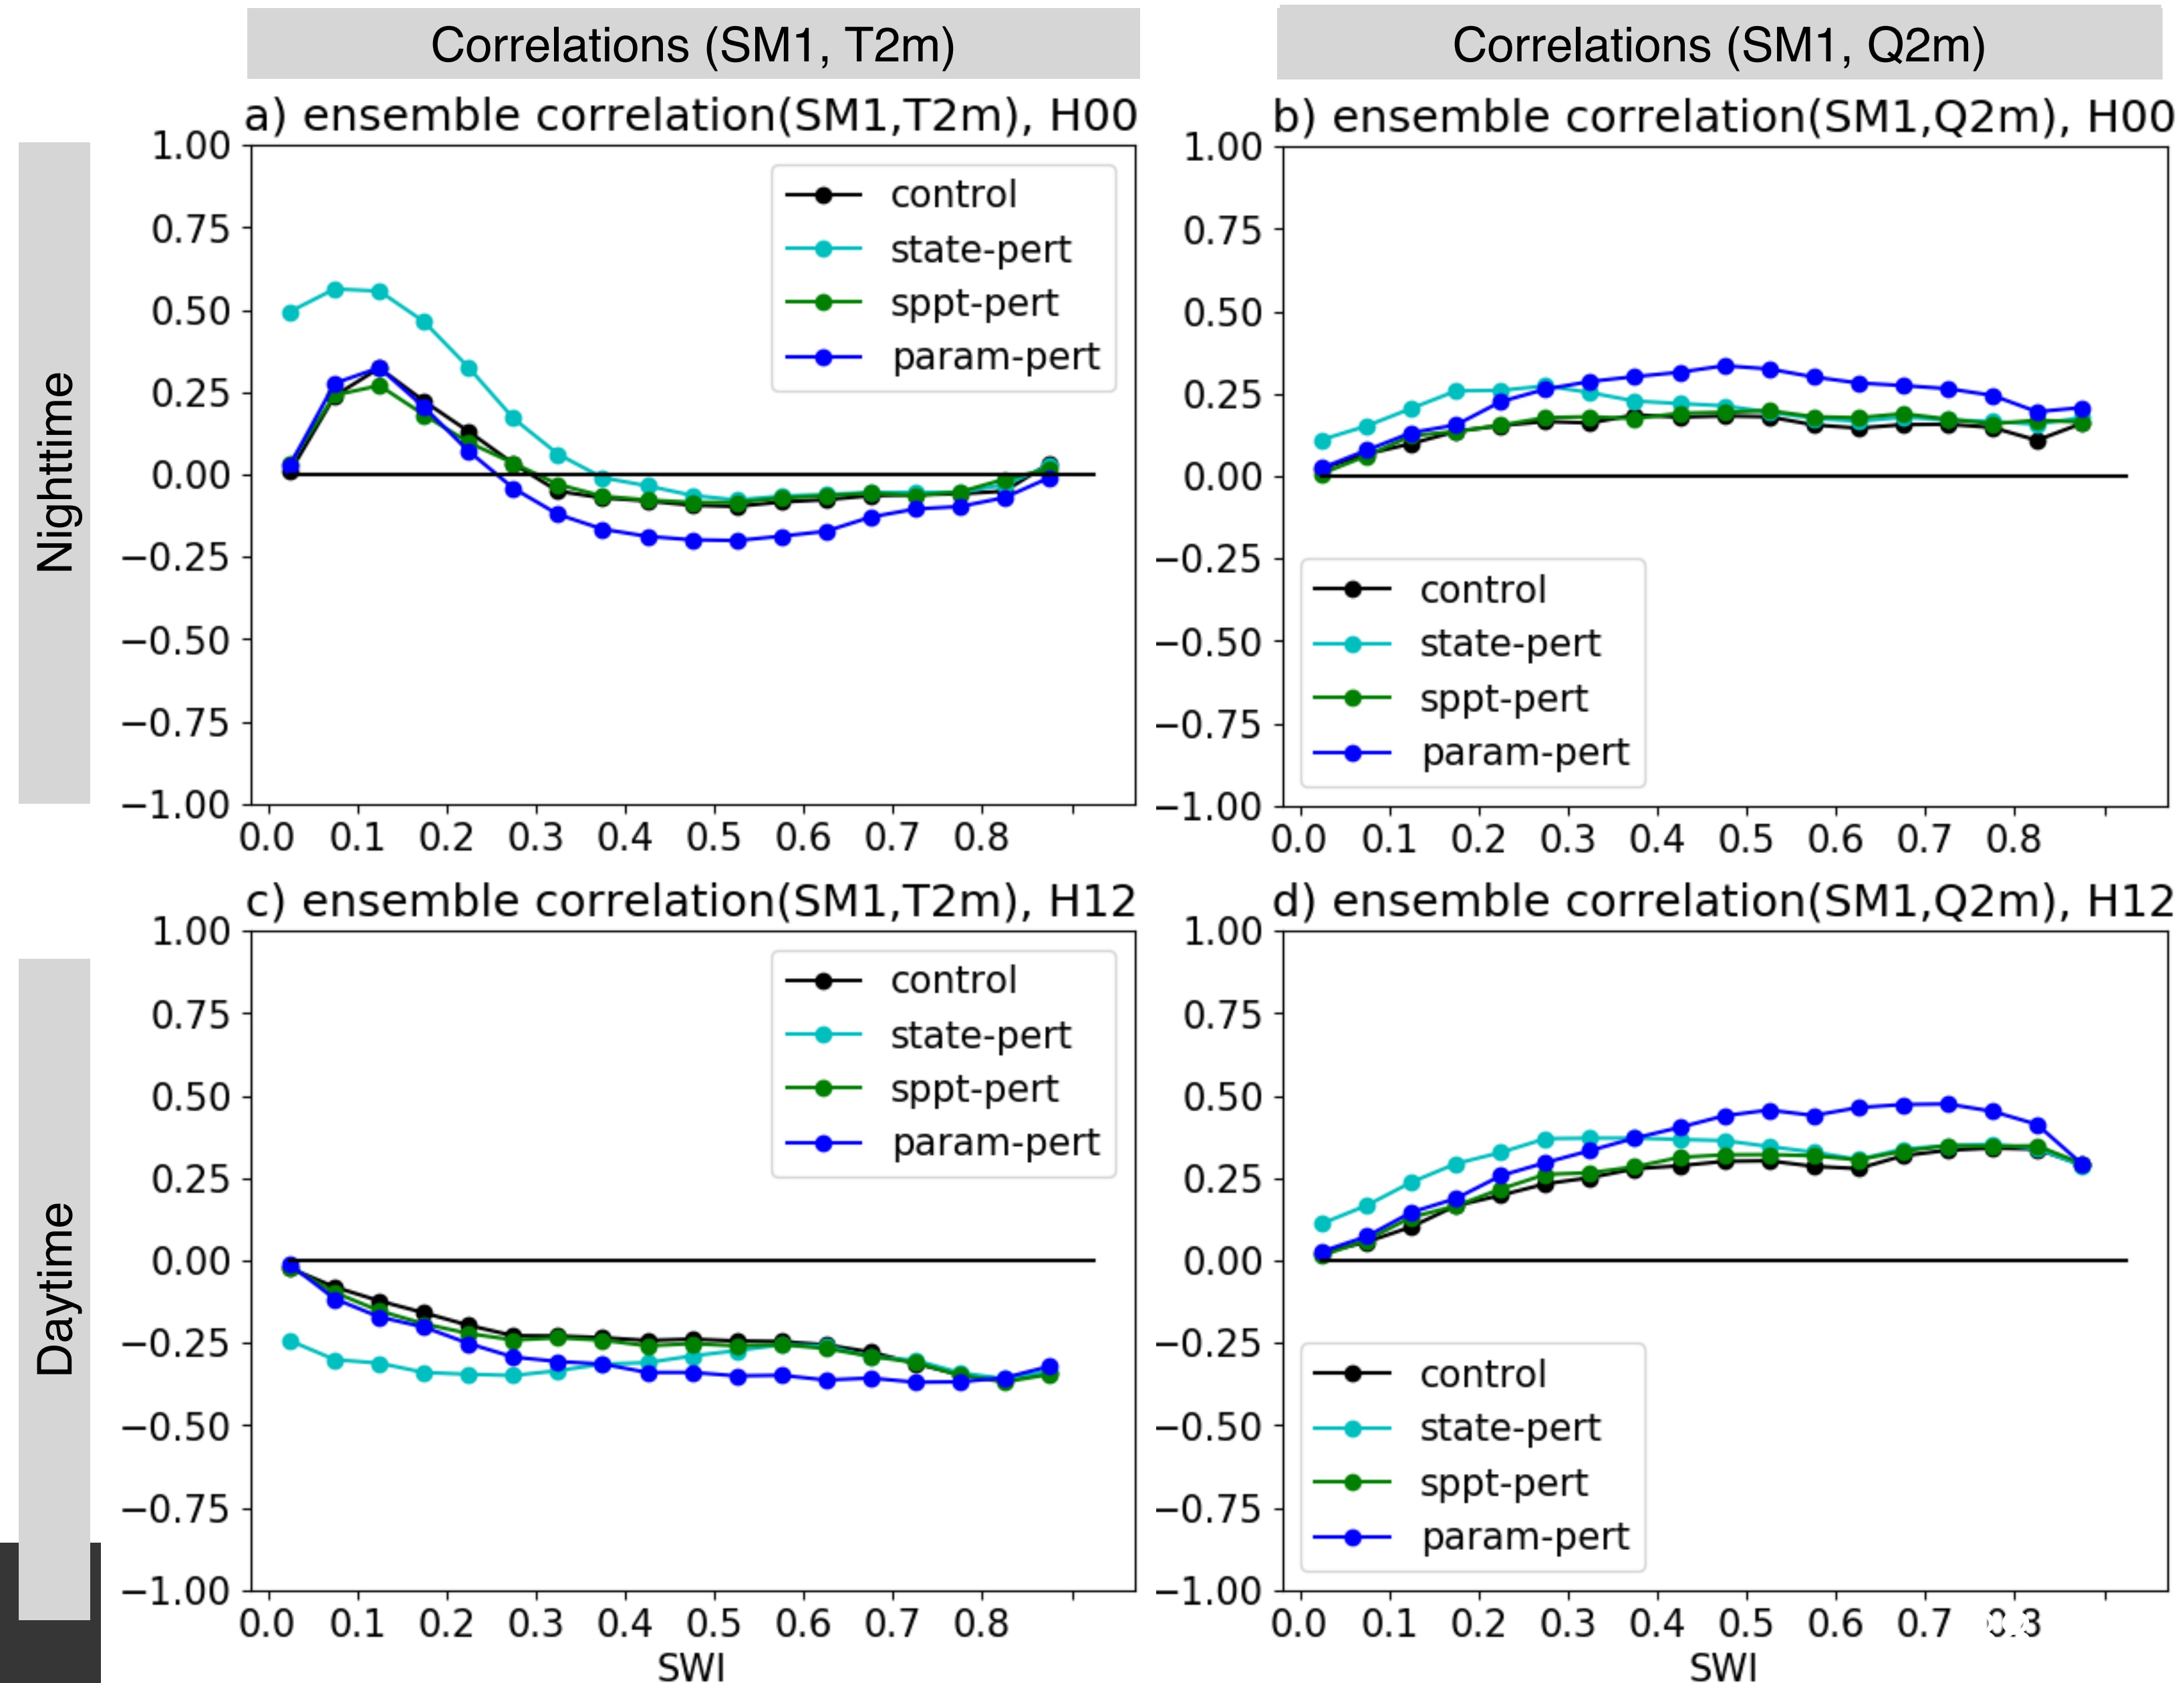 Correlations (SM1, T2m)
Correlations (SM1, Q2m)
Nighttime
a) ensemble correlation(SM1,T2m), H00
1.00
0.75
0.50
0.25
0.00
−0.25
−0.50
−0.75
−1.00
control
state-pert
sppt-pert
param-pert
0.0 0.1 0.2 0.3 0.4 0.5 0.6 0.7 0.8
b) ensemble correlation(SM1,Q2m), H00
1.00
0.75
0.50
0.25
0.00
−0.25
−0.50
−0.75
−1.00
control
state-pert
sppt-pert
param-pert
0.0 0.1 0.2 0.3 0.4 0.5 0.6 0.7 0.8
Daytime
c) ensemble correlation(SM1,T2m), H12
1.00
0.75
0.50
0.25
0.00
−0.25
−0.50
−0.75
−1.00
control
state-pert
sppt-pert
param-pert
0.0 0.1 0.2 0.3 0.4 0.5 0.6 0.7 0.8
SWI
d) ensemble correlation(SM1,Q2m), H12
1.00
0.75
0.50
0.25
0.00
−0.25
−0.50
−0.75
−1.00
control
state-pert
sppt-pert
param-pert
0.0 0.1 0.2 0.3 0.4 0.5 0.6 0.7
SWI